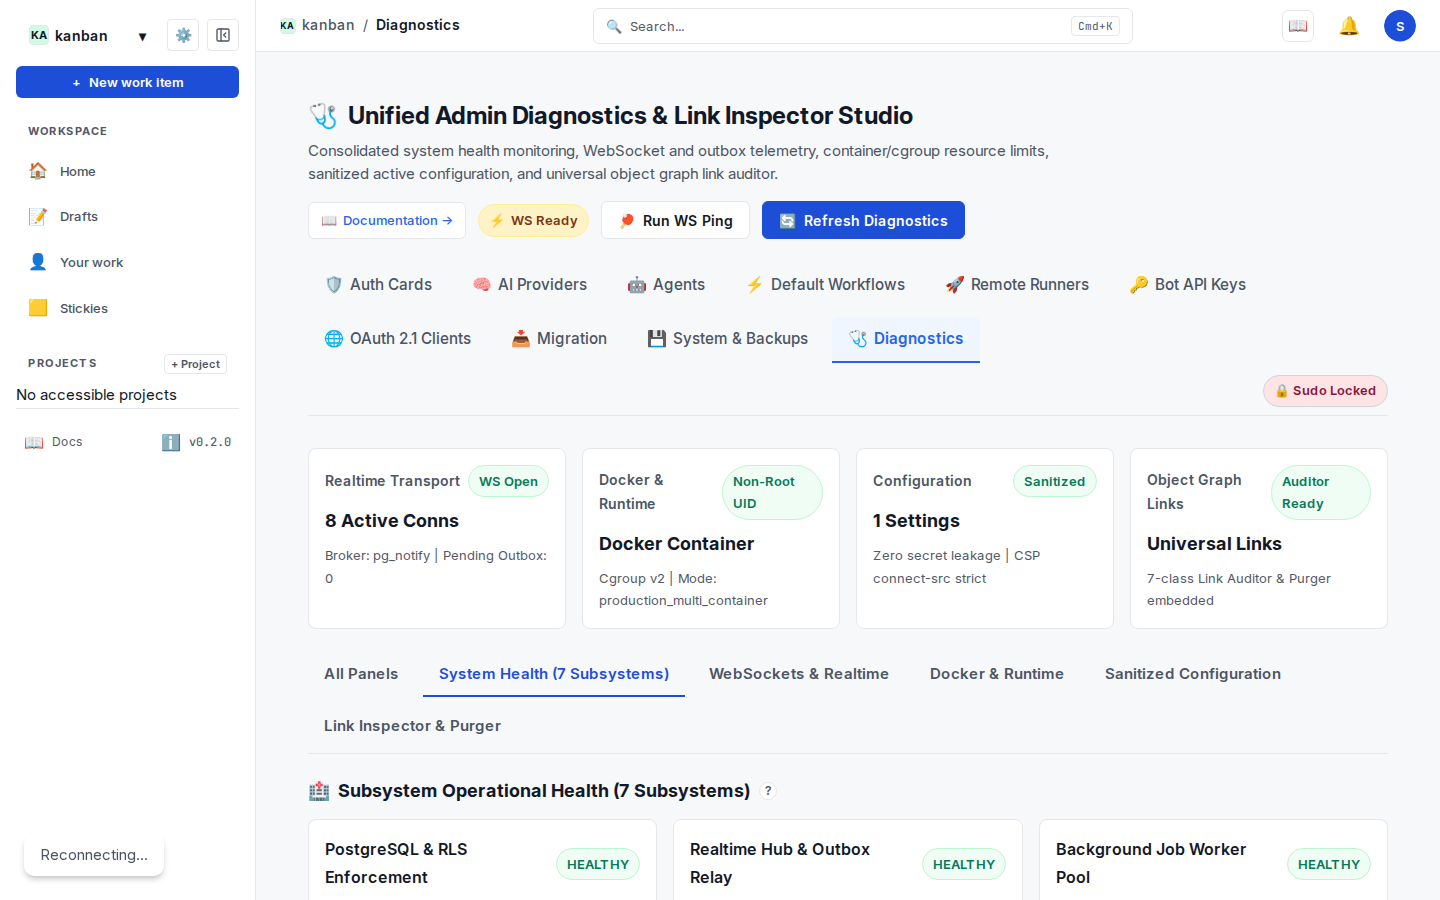 KA kanban ▼
+ New work item
WORKSPACE
Home
Drafts
Your work
Stickies
PROJECTS + Project
No accessible projects
Docs v0.2.0
Reconnecting...
KA kanban / Diagnostics
Search... Cmd+K
S
Unified Admin Diagnostics & Link Inspector Studio
Consolidated system health monitoring, WebSocket and outbox telemetry, container/cgroup resource limits,
sanitized active configuration, and universal object graph link auditor.
Documentation → WS Ready Run WS Ping Refresh Diagnostics
Auth Cards AI Providers Agents Default Workflows Remote Runners Bot API Keys
OAuth 2.1 Clients Migration System & Backups Diagnostics
Sudo Locked
Realtime Transport WS Open
8 Active Conns
Broker: pg_notify | Pending Outbox:
0
Docker &
Runtime
Non-Root
UID
Docker Container
Cgroup v2 | Mode:
production_multi_container
Configuration Sanitized
1 Settings
Zero secret leakage | CSP
connect-src strict
Object Graph
Links
Auditor
Ready
Universal Links
7-class Link Auditor & Purger
embedded
All Panels System Health (7 Subsystems) WebSockets & Realtime Docker & Runtime Sanitized Configuration
Link Inspector & Purger
Subsystem Operational Health (7 Subsystems) ?
PostgreSQL & RLS
Enforcement
HEALTHY
Realtime Hub & Outbox
Relay
HEALTHY
Background Job Worker
Pool
HEALTHY